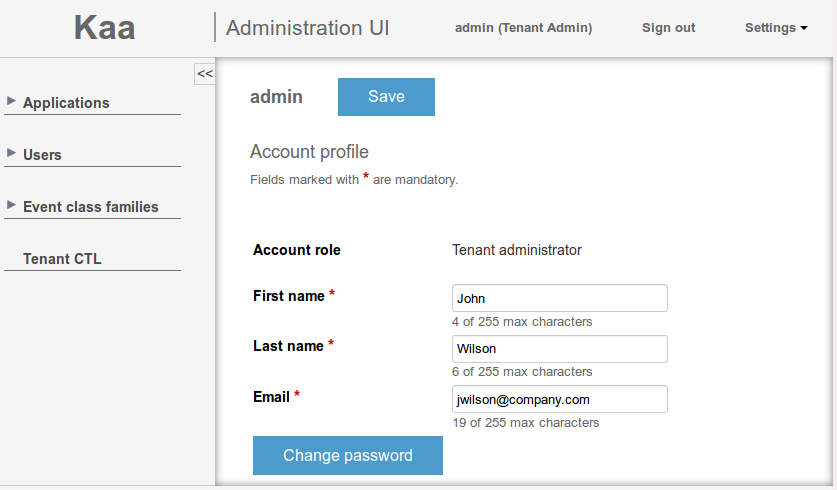 Kaa
Administration UI
admin (Tenant Admin)
Sign out
Settings
<<
Applications
Users
Event class families
Tenant CTL
admin
Save
Account profile
Fields marked with * are mandatory.
Account role
Tenant administrator
First name *
John
4 of 255 max characters
Last name *
Wilson
6 of 255 max characters
Email *
jwilson@company.com
19 of 255 max characters
Change password